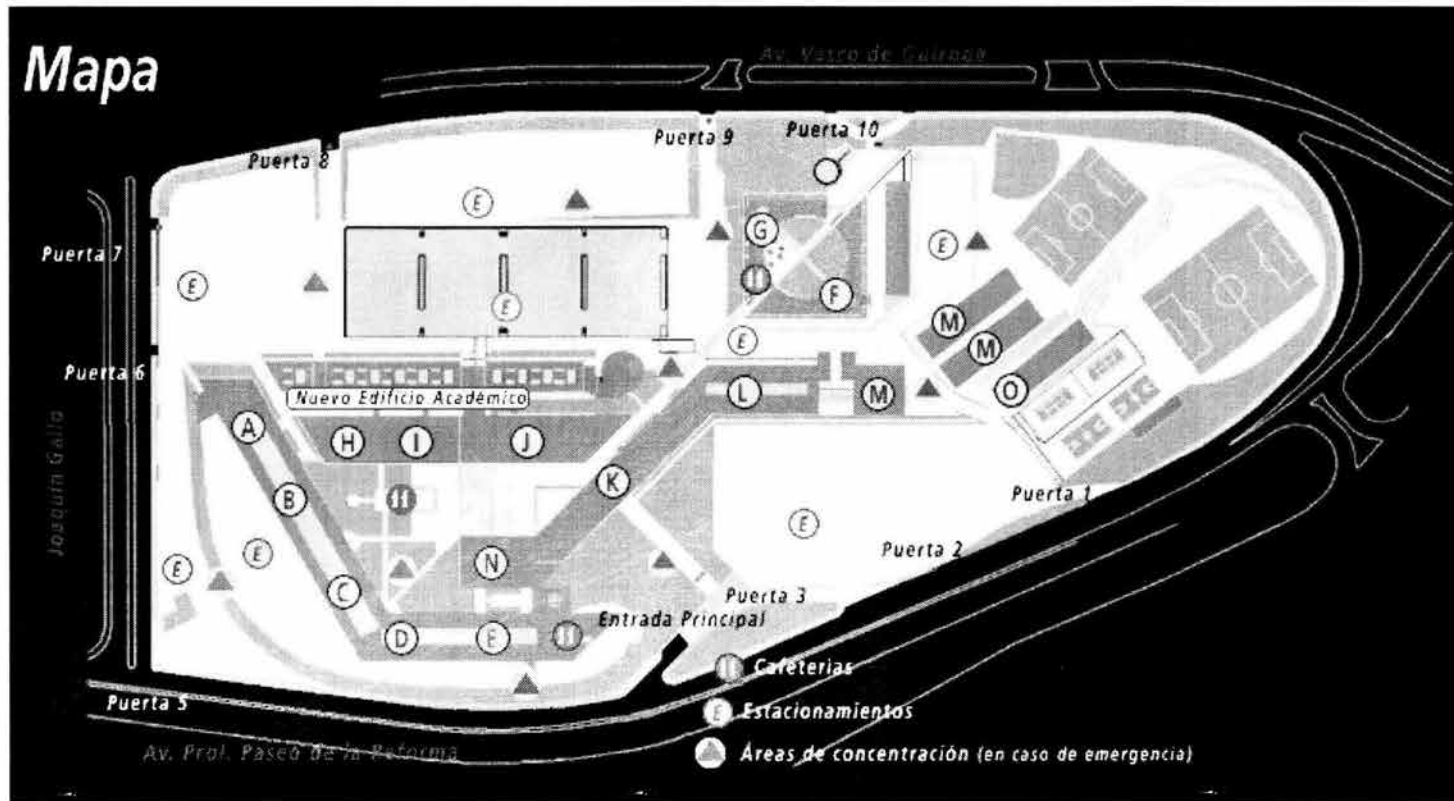 Mapa
Av. Vasco de Quiroga
Puerta 9
Puerta 10
Puerta 8
E
G
Puerta 7
E
E
E
F
E
M
Puerta 6
M
L
M
O
Nuevo Edificio Académico
A
H
I
J
K
B
Joaquín Gallo
Puerta 1
E
E
E
Puerta 2
N
C
Puerta 3
Entrada Principal
D
E
Cafeterias
Puerta 5
E Estacionamientos
Av. Prol. Paseo de la Reforma
Áreas de concentración (en caso de emergencia)